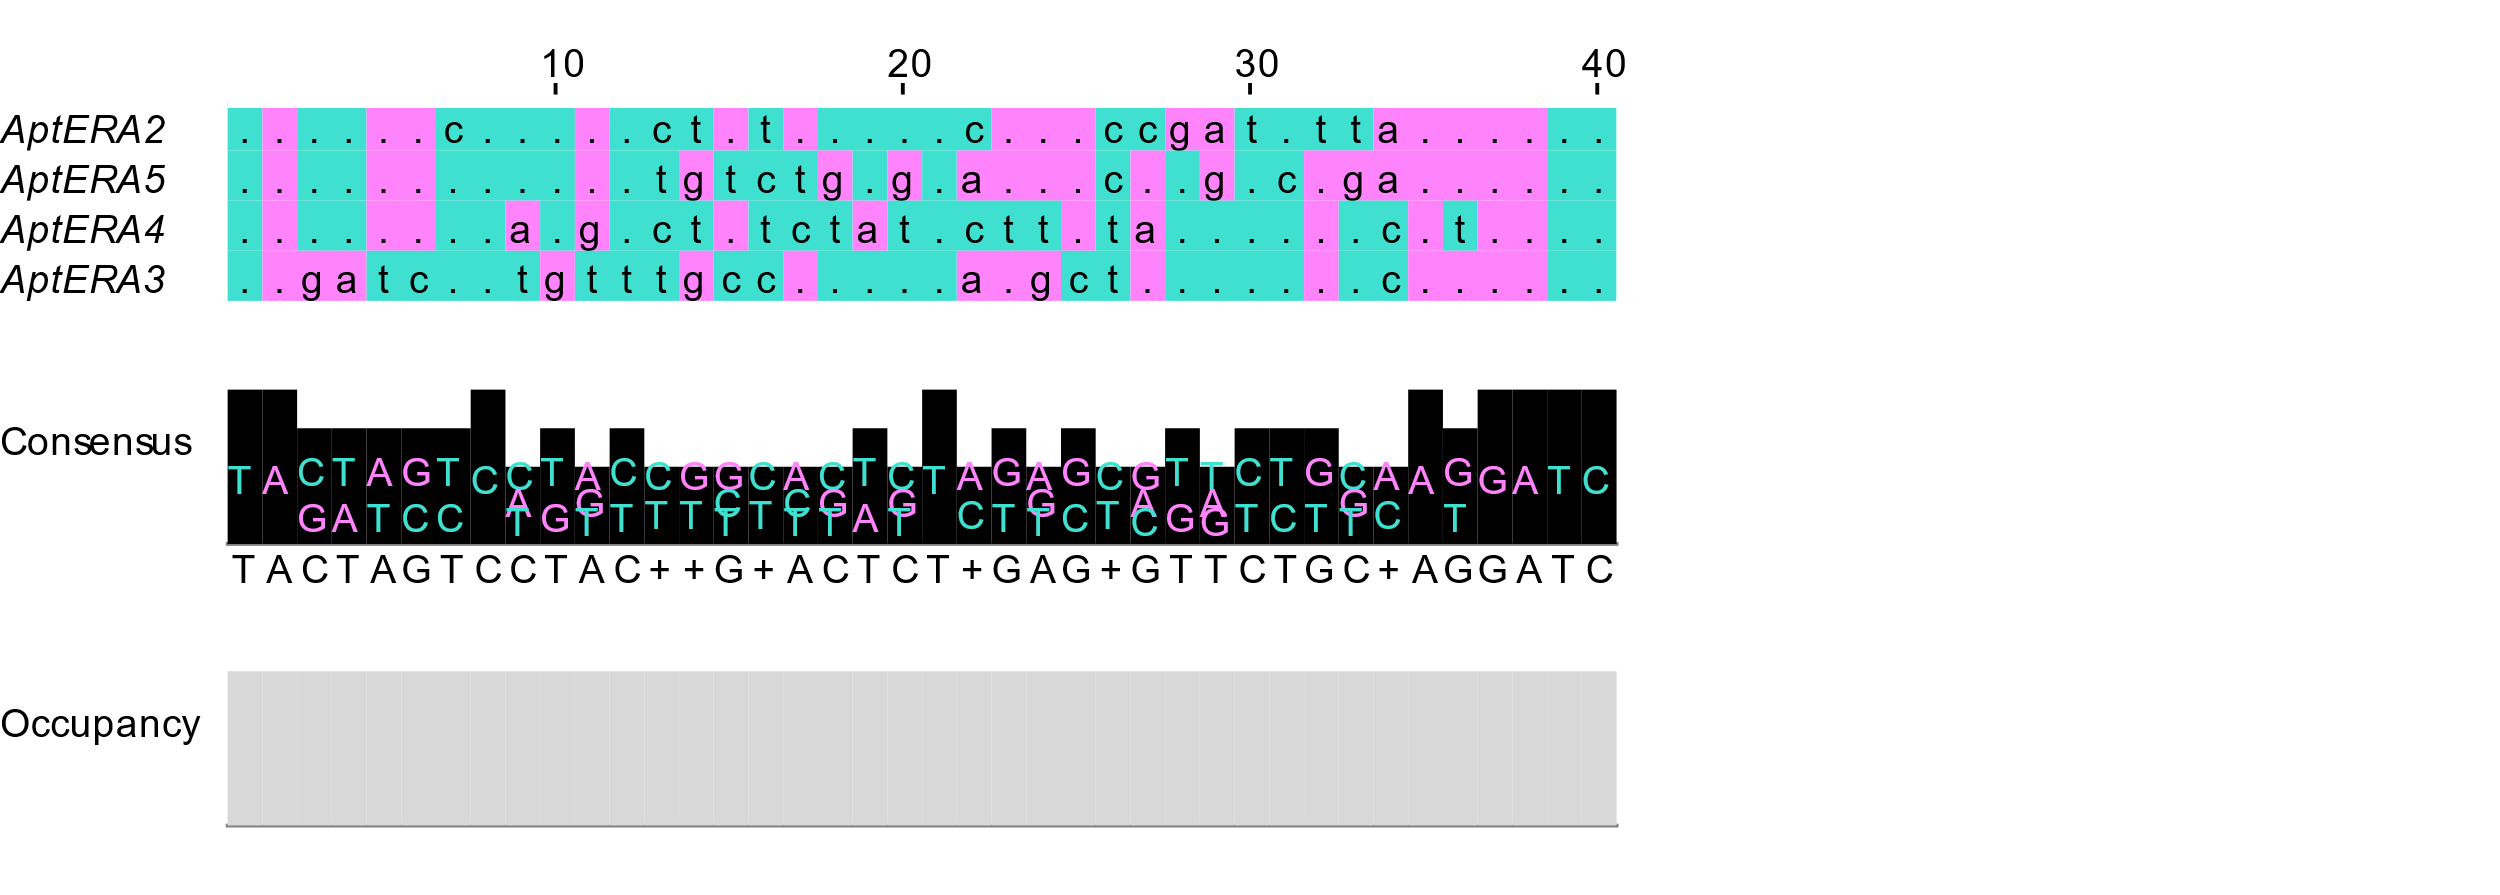 10 20 30 40
AptERA2 . . . . . . c . . . . . c t . t . . . . . c . . . c c g a t . t t a . . . . . .
AptERA5 . . . . . . . . . . . . t g t c t g . g . a . . . c . . g . c . g a . . . . . .
AptERA4 . . . . . . . . a . g . c t . t c t a t . c t t . t a . . . . . . c . t . . . .
AptERA3 . . g a t c . . t g t t t g c c . . . . . a . g c t . . . . . . . c . . . . . .
Consensus
T A C T A G T C C T A C C G G C A C T C T A G A G C G T T C T G C A A G G A T C
A G C C G G G A A G
G A T C C T G T T T T T T T T A T C T T C T C G G T C T T C T
T A C T A G T C C T A C + + G + A C T C T + G A G + G T T C T G C + A G G A T C
Occupancy